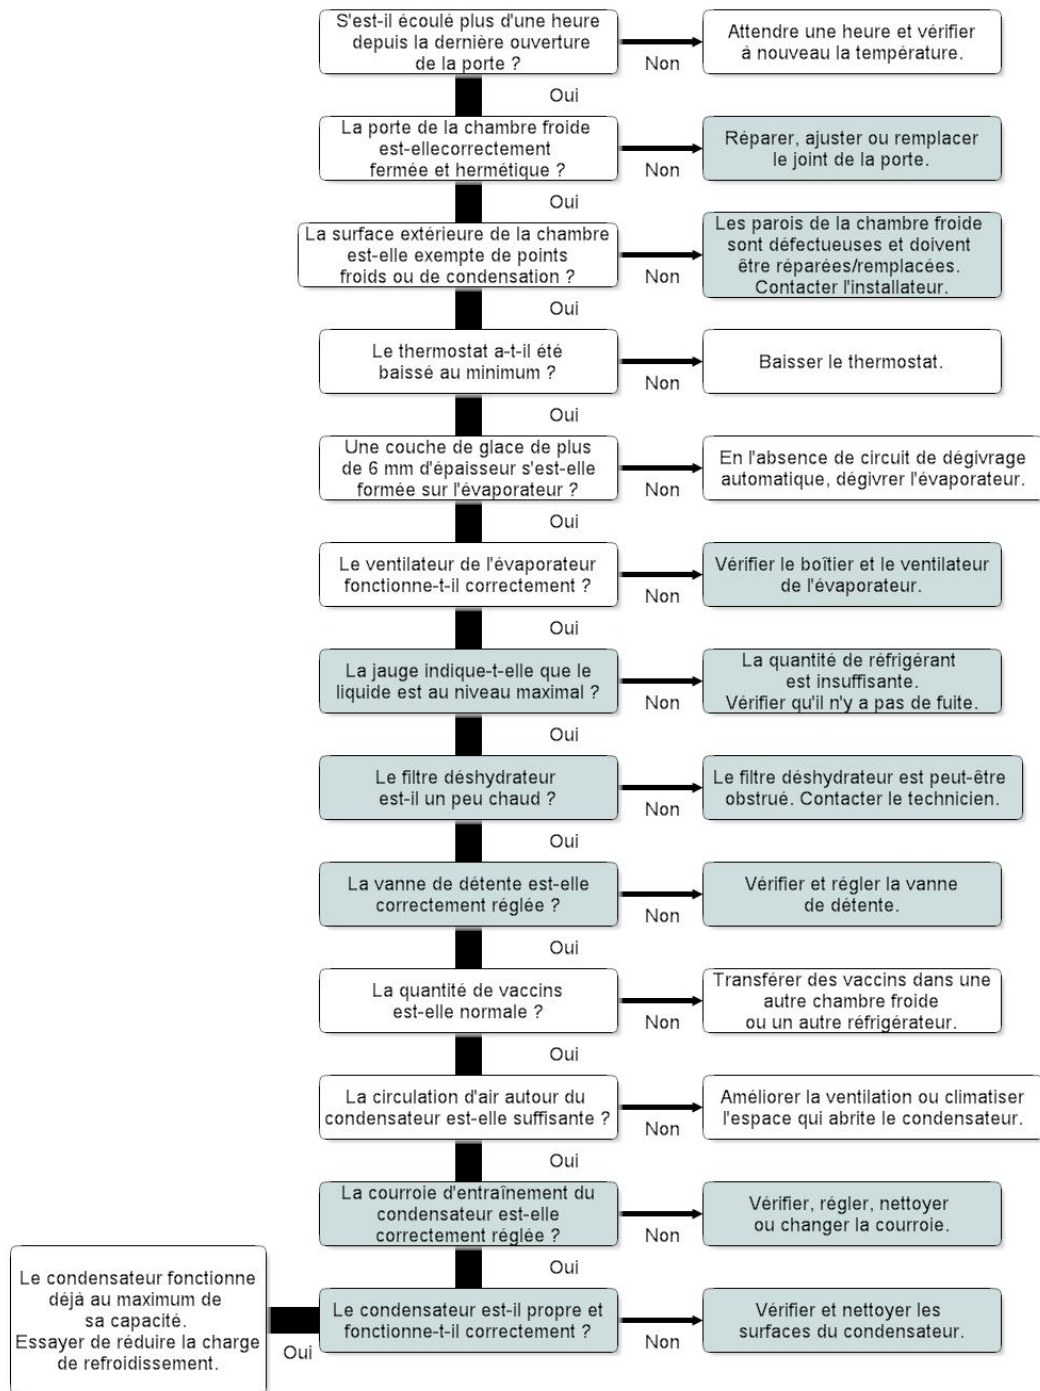 S'est-il écoulé plus d'une heure
depuis la dernière ouverture
de la porte ?
Non
Attendre une heure et vérifier
à nouveau la température.
Oui
La porte de la chambre froide
est-ellecorrectement
fermée et hermétique ?
Non
Réparer, ajuster ou remplacer
le joint de la porte.
Oui
La surface extérieure de la chambre
est-elle exempte de points
froids ou de condensation ?
Non
Les parois de la chambre froide
sont défectueuses et doivent
être réparées/remplacées.
Contacter l'installateur.
Oui
Le thermostat a-t-il été
baissé au minimum ?
Non
Baisser le thermostat.
Oui
Une couche de glace de plus
de 6 mm d'épaisseur s'est-elle
formée sur l'évaporateur ?
Non
En l'absence de circuit de dégivrage
automatique, dégivrer l'évaporateur.
Oui
Le ventilateur de l'évaporateur
fonctionne-t-il correctement ?
Non
Vérifier le boîtier et le ventilateur
de l'évaporateur.
Oui
La jauge indique-t-elle que le
liquide est au niveau maximal ?
Non
La quantité de réfrigérant
est insuffisante.
Vérifier qu'il n'y a pas de fuite.
Oui
Le filtre déshydrateur
est-il un peu chaud ?
Non
Le filtre déshydrateur est peut-être
obstrué. Contacter le technicien.
Oui
La vanne de détente est-elle
correctement réglée ?
Non
Vérifier et régler la vanne
de détente.
Oui
La quantité de vaccins
est-elle normale ?
Non
Transférer des vaccins dans une
autre chambre froide
ou un autre réfrigérateur.
Oui
La circulation d'air autour du
condensateur est-elle suffisante ?
Non
Améliorer la ventilation ou climatiser
l'espace qui abrite le condensateur.
Oui
La courroie d'entraînement du
condensateur est-elle
correctement réglée ?
Non
Vérifier, régler, nettoyer
ou changer la courroie.
Oui
Le condensateur est-il propre et
fonctionne-t-il correctement ?
Non
Vérifier et nettoyer les
surfaces du condensateur.
Oui
Le condensateur fonctionne
déjà au maximum de
sa capacité.
Essayer de réduire la charge
de refroidissement.